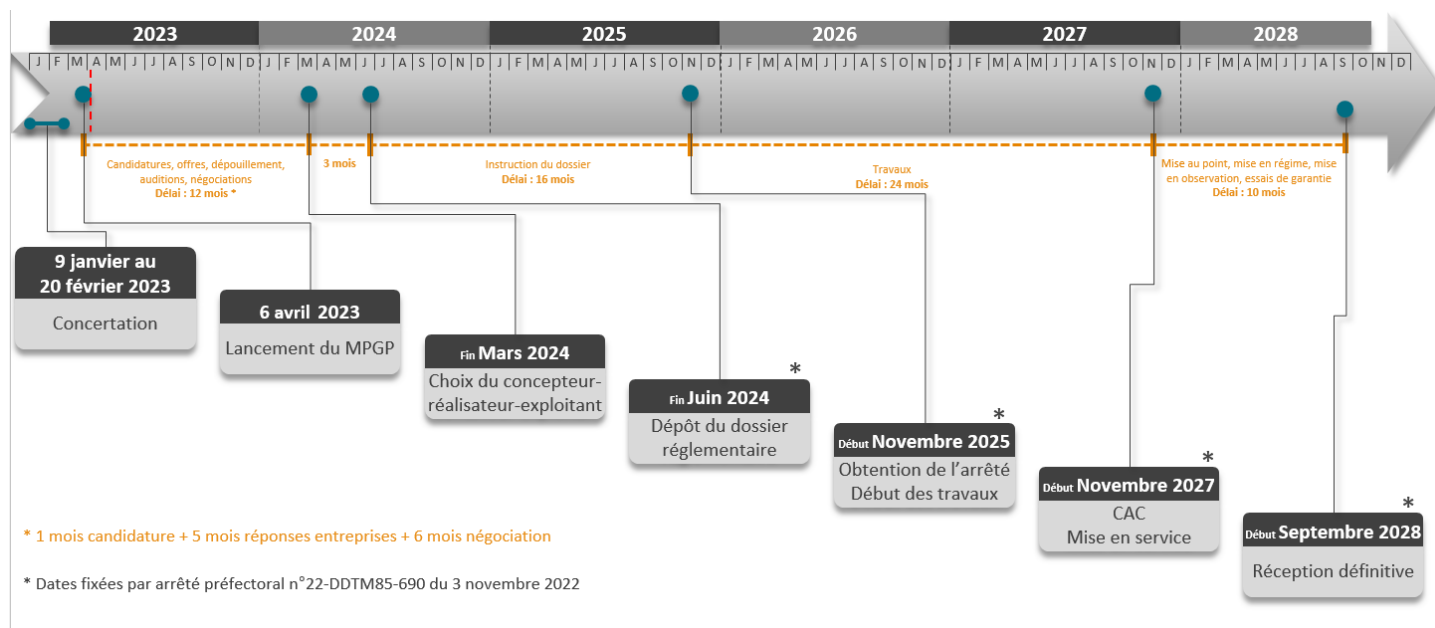 2023 2024 2025 2026 2027 2028
J F M A M J J A S O N D J F M A M J J A S O N D J F M A M J J A S O N D J F M A M J J A S O N D J F M A M J J A S O N D J F M A M J J A S O N D
Candidatures, offres, dépouillement,
auditions, négociations
Délai : 12 mois *
3 mois
Instruction du dossier
Délai : 16 mois
Travaux
Délai : 24 mois
Mise au point, mise en régime, mise
en observation, essais de garantie
Délai : 10 mois
9 janvier au
20 février 2023
Concertation
6 avril 2023
Lancement du MPGP
Fin Mars 2024
Choix du concepteur-
réalisateur-exploitant
*
Fin Juin 2024
Dépôt du dossier
réglementaire
*
Début Novembre 2025
Obtention de l'arrêté
Début des travaux
*
Début Novembre 2027
CAC
Mise en service
*
Début Septembre 2028
Réception définitive
* 1 mois candidature + 5 mois réponses entreprises + 6 mois négociation
* Dates fixées par arrêté préfectoral n°22-DDTM85-690 du 3 novembre 2022